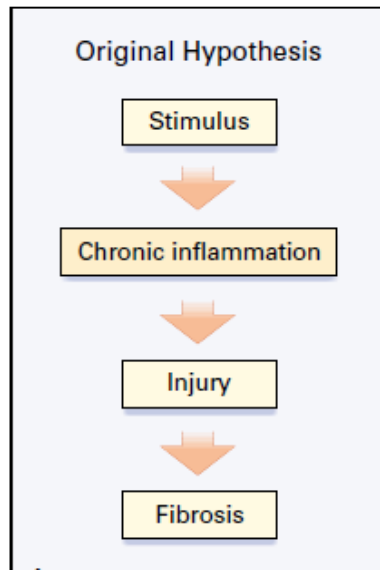 Original Hypothesis
Stimulus
Chronic inflammation
Injury
Fibrosis